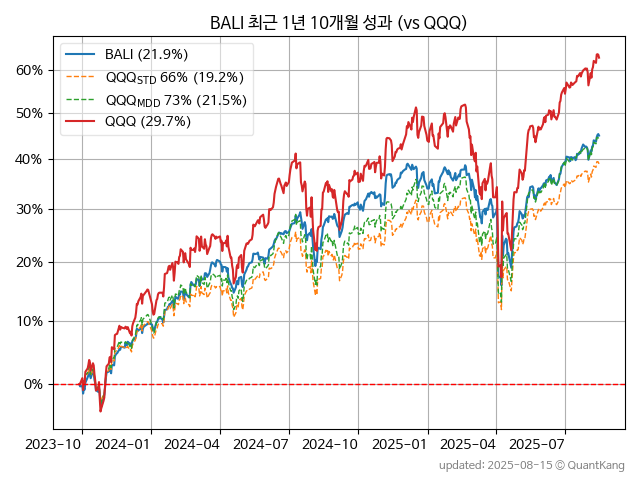 BALI 최근 1년 10개월 성과 (vs QQQ)
BALI (21.9%)
QQQSTD 66% (19.2%)
QQQMDD 73% (21.5%)
QQQ (29.7%)
60%
50%
40%
30%
20%
10%
0%
2023-10 2024-01 2024-04 2024-07 2024-10 2025-01 2025-04 2025-07
updated: 2025-08-15 © QuantKang